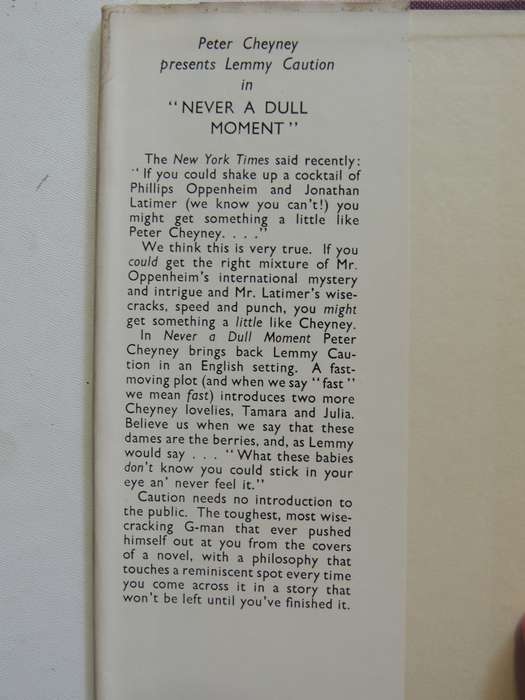 Peter Cheyney
presents Lemmy Caution
in
"NEVER A DULL
MOMENT"
The New York Times said recently:
"If you could shake up a cocktail of
Phillips Oppenheim and Jonathan
Latimer (we know you can't!) you
might get something a little like
Peter Cheyney. . . ."
We think this is very true. If you
could get the right mixture of Mr.
Oppenheim's international mystery
and intrigue and Mr. Latimer's wise-
cracks, speed and punch, you might
get something a little like Cheyney.
In Never a Dull Moment Peter
Cheyney brings back Lemmy Cau-
tion in an English setting. A fast-
moving plot (and when we say "fast"
we mean fast) introduces two more
Cheyney lovelies, Tamara and Julia.
Believe us when we say that these
dames are the berries, and, as Lemmy
would say . . . "What these babies
don't know you could stick in your
eye an' never feel it."
Caution needs no introduction to
the public. The toughest, most wise-
cracking G-man that ever pushed
himself out at you from the covers
of a novel, with a philosophy that
touches a reminiscent spot every time
you come across it in a story that
won't be left until you've finished it.